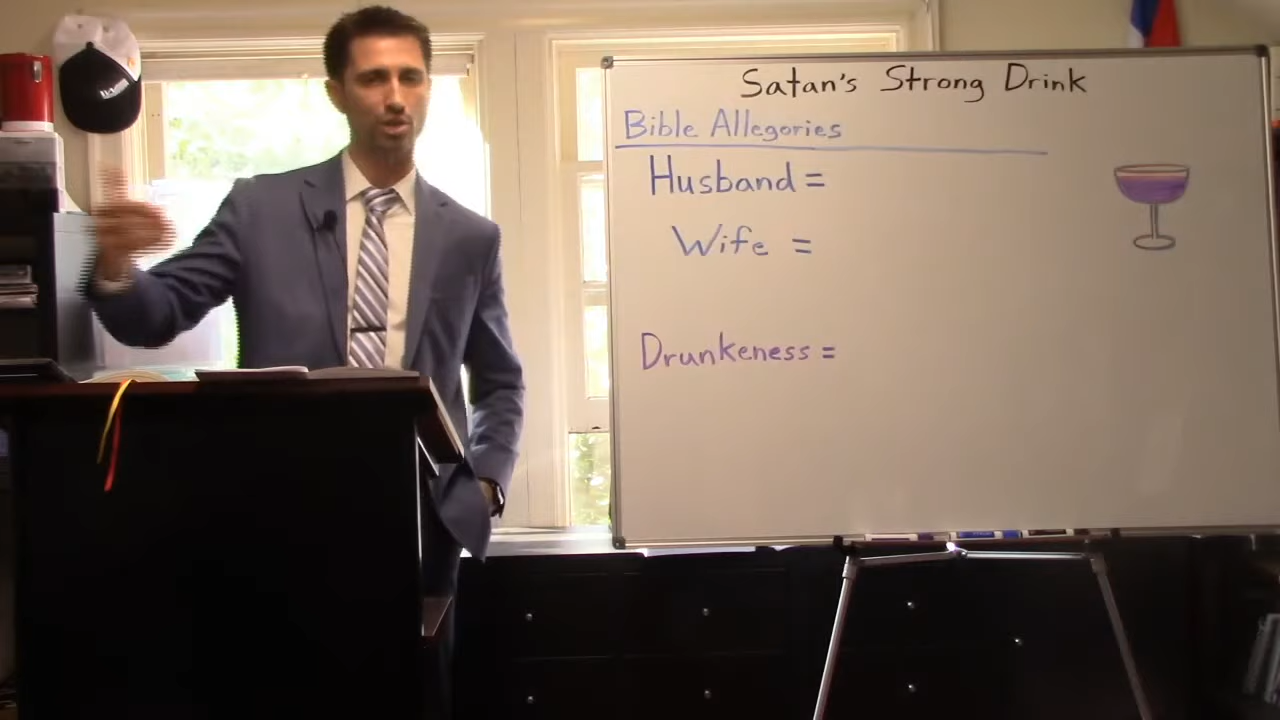 Satan's Strong Drink
Bible Allegories
Husband =
Wife =
Drunkeness =